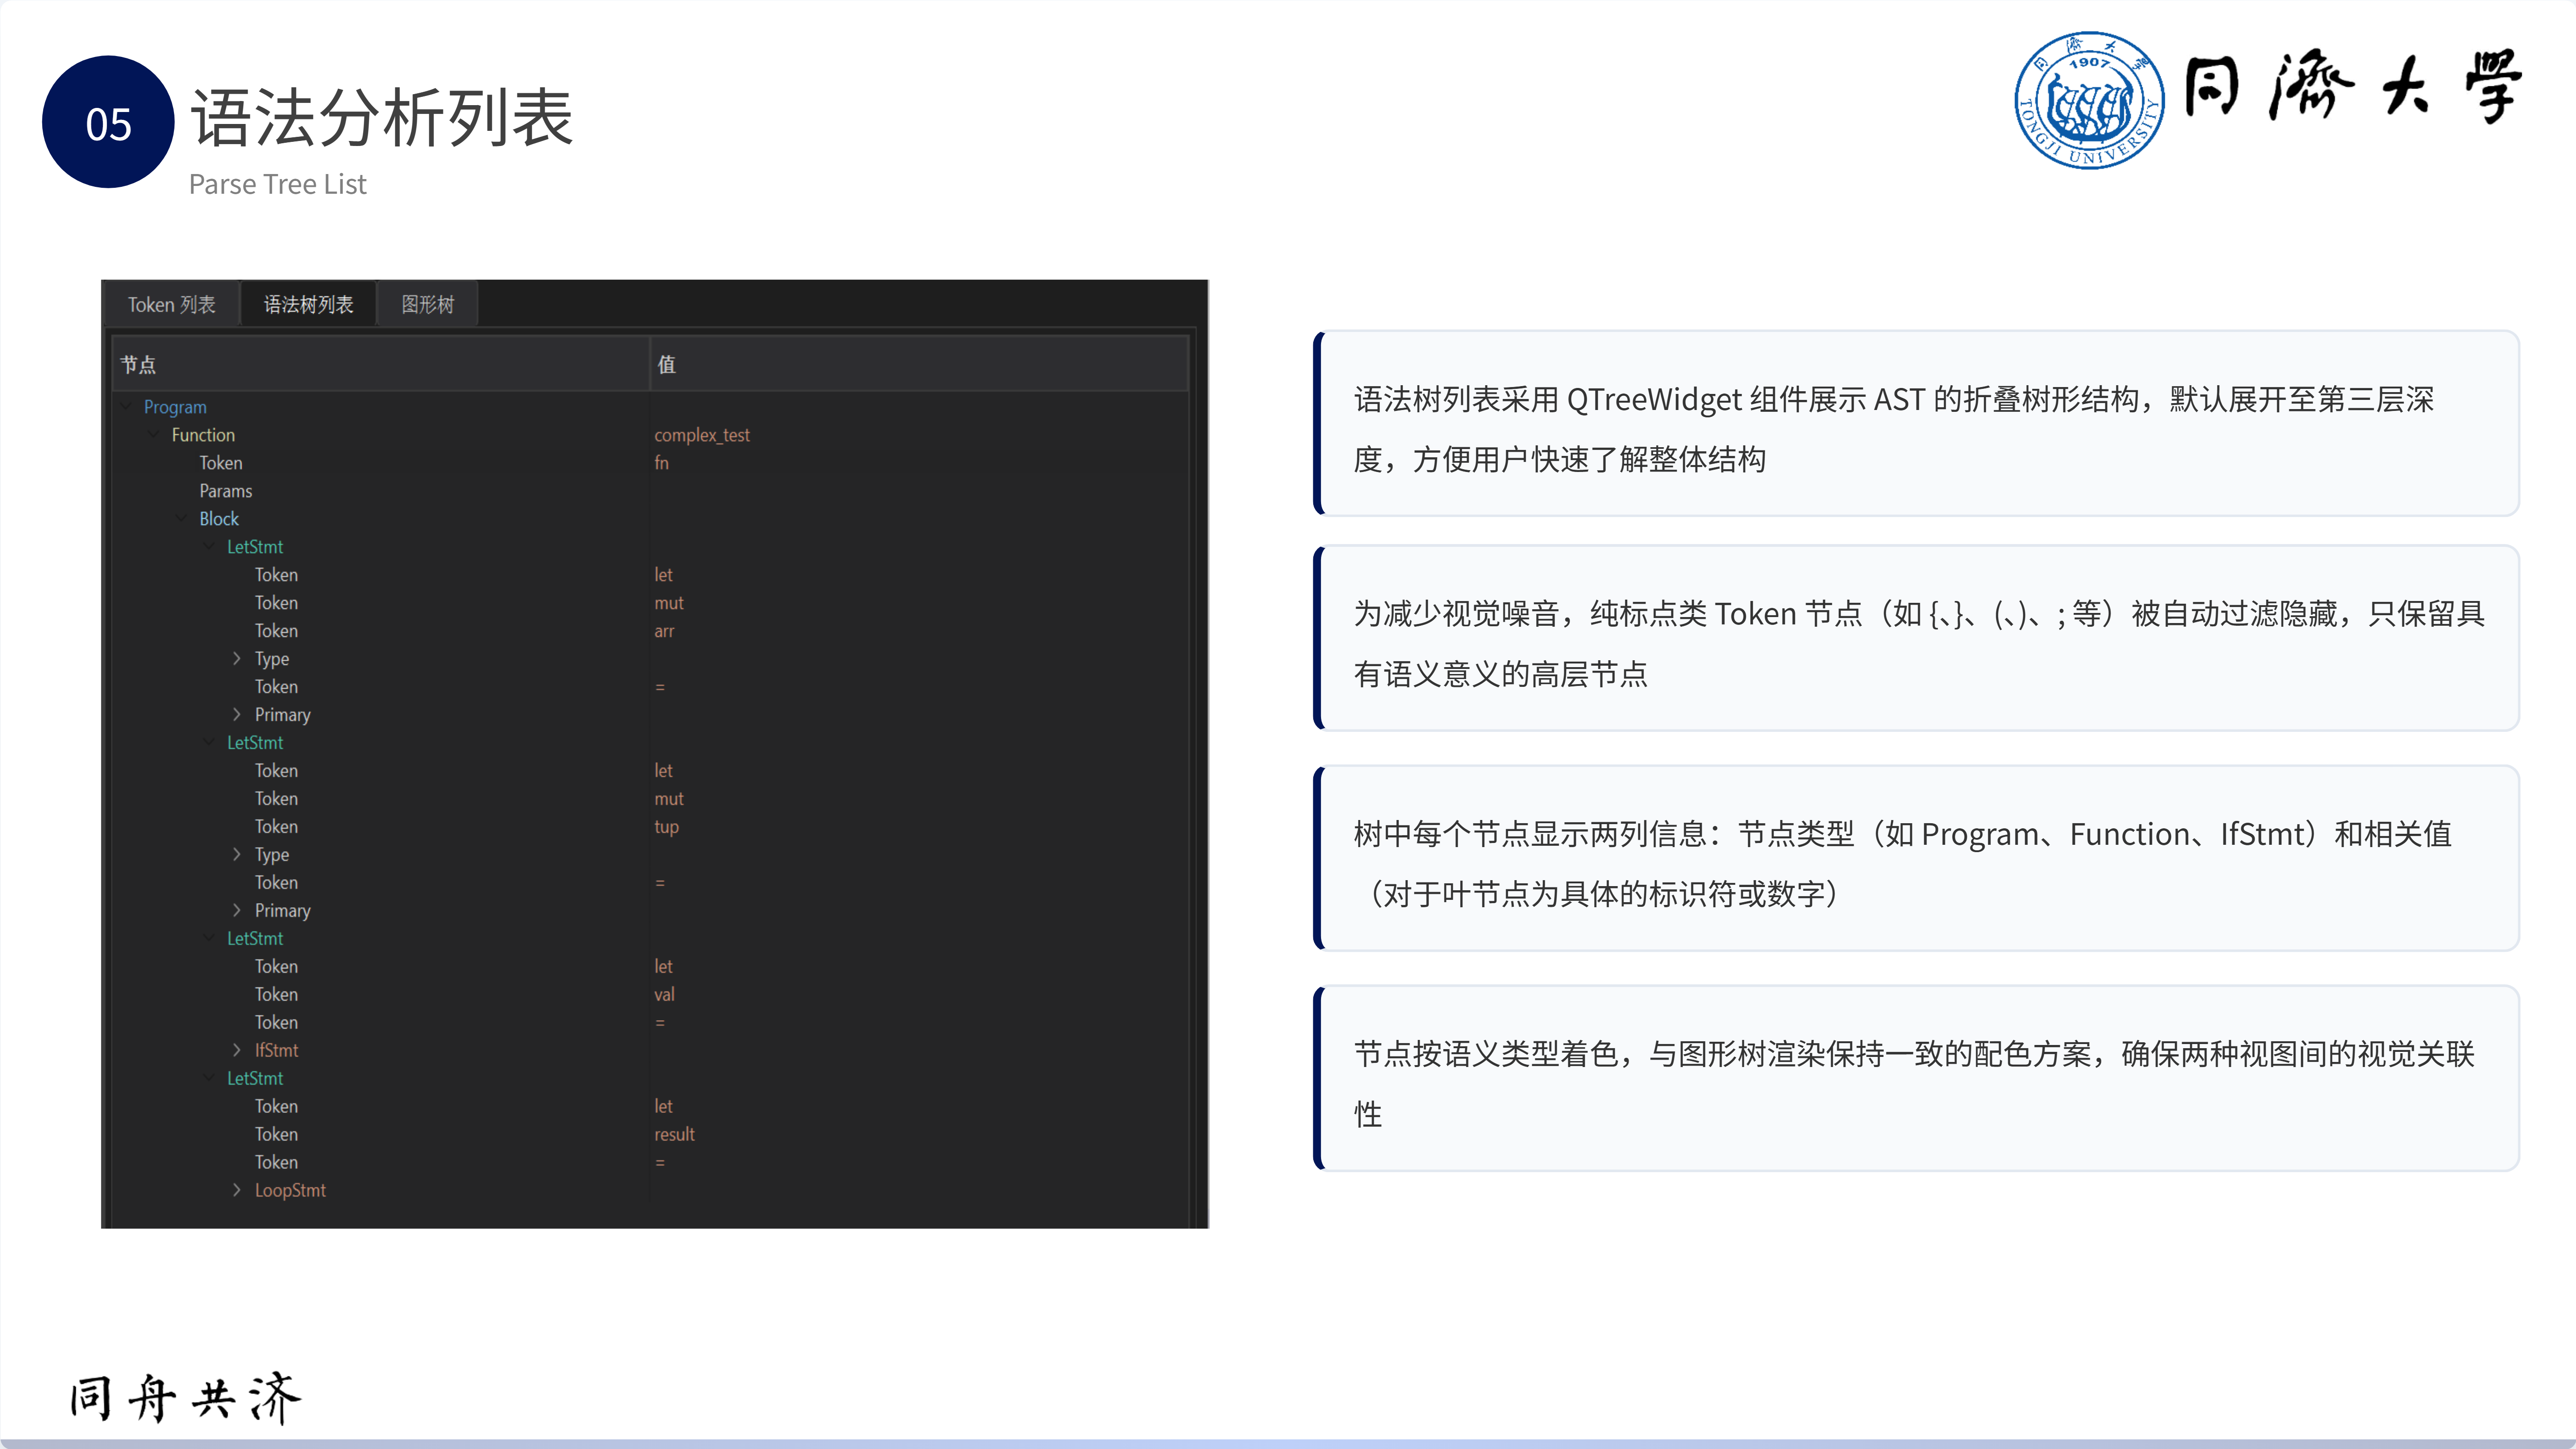 05
语法分析列表
Parse Tree List
同濟大學
1907
TONGJI UNIVERSITY
同濟大學
Token 列表 语法树列表 图形树
节点 值
Program
Function complex_test
Token fn
Params
Block
LetStmt
Token let
Token mut
Token arr
Type
Token =
Primary
LetStmt
Token let
Token mut
Token tup
Type
Token =
Primary
LetStmt
Token let
Token val
Token =
IfStmt
LetStmt
Token let
Token result
Token =
LoopStmt
语法树列表采用 QTreeWidget 组件展示 AST 的折叠树形结构，默认展开至第三层深
度，方便用户快速了解整体结构
为减少视觉噪音，纯标点类 Token 节点（如 {、}、(、)、; 等）被自动过滤隐藏，只保留具
有语义意义的高层节点
树中每个节点显示两列信息：节点类型（如 Program、Function、IfStmt）和相关值
（对于叶节点为具体的标识符或数字）
节点按语义类型着色，与图形树渲染保持一致的配色方案，确保两种视图间的视觉关联
性
同舟共济